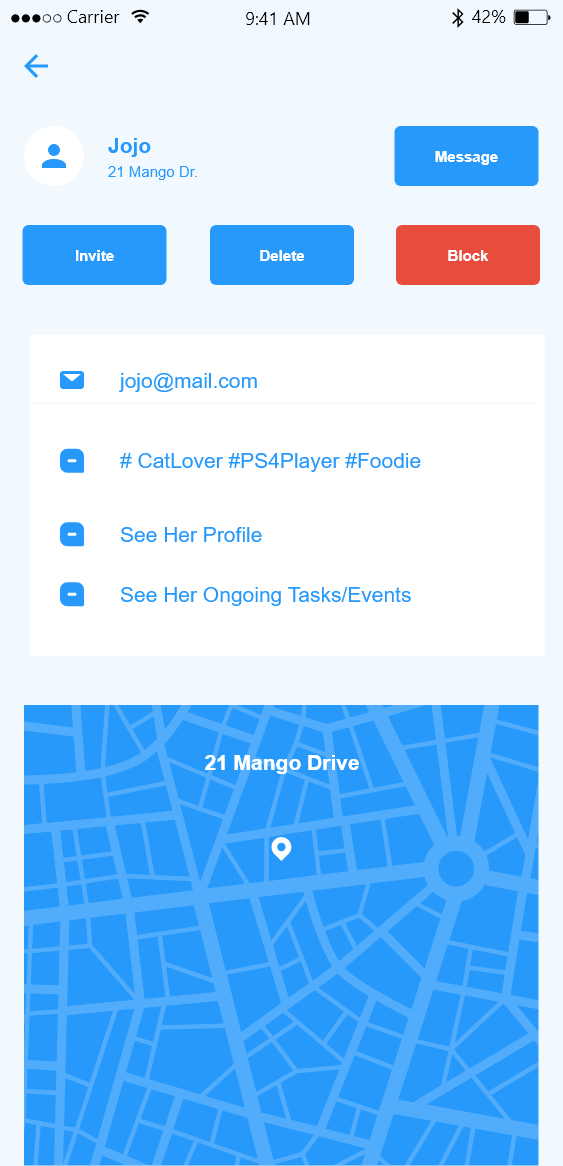 Carrier 9:41 AM 42%
Jojo
21 Mango Dr.
Message
Invite Delete Block
jojo@mail.com
# CatLover #PS4Player #Foodie
See Her Profile
See Her Ongoing Tasks/Events
21 Mango Drive